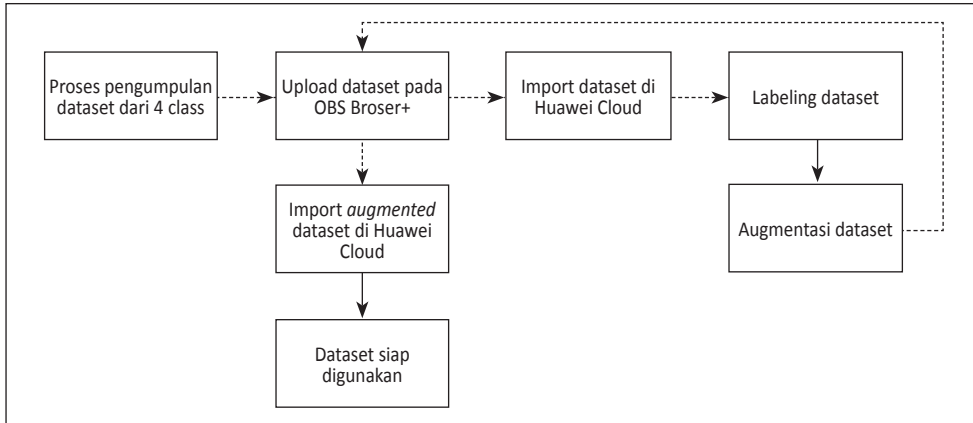 Proses pengumpulan
dataset dari 4 class
Upload dataset pada
OBS Broser+
Import dataset di
Huawei Cloud
Labeling dataset
Import augmented
dataset di Huawei
Cloud
Augmentasi dataset
Dataset siap
digunakan